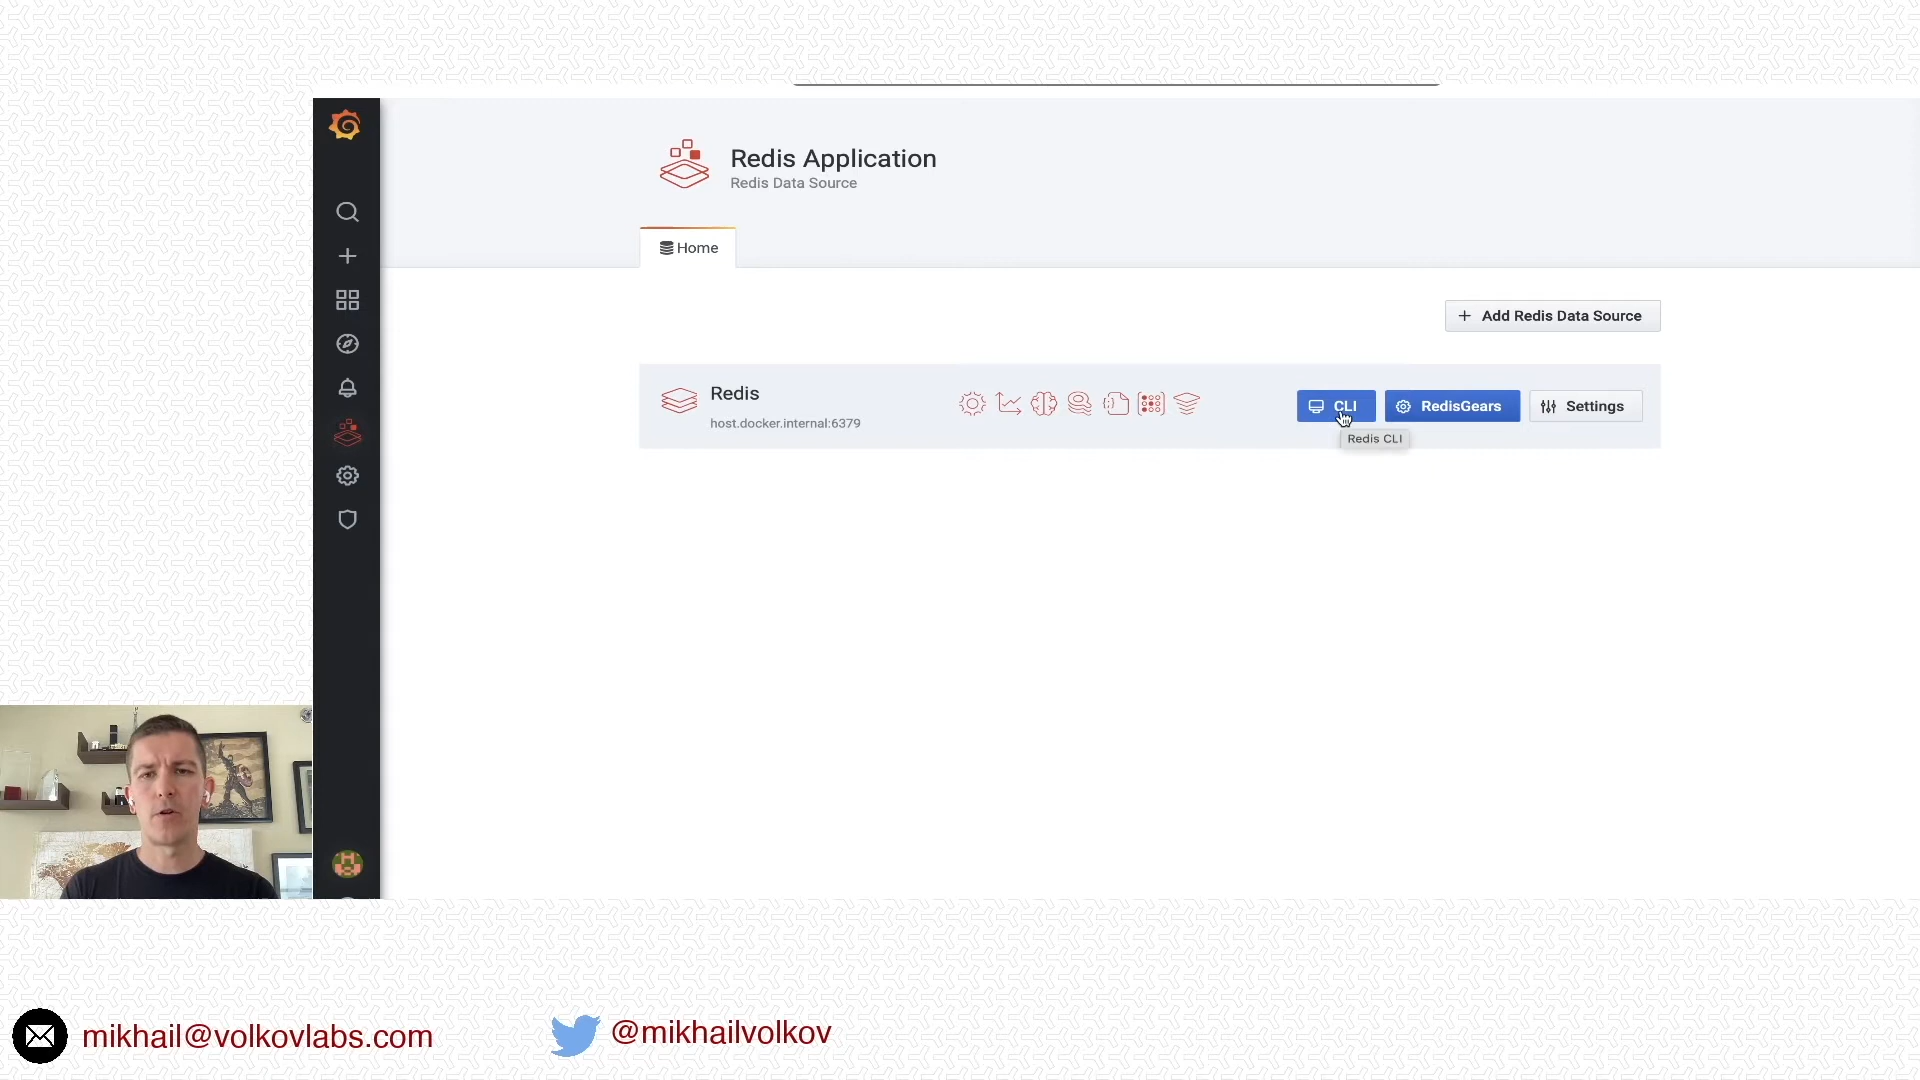 Redis Application
Redis Data Source
Home
+ Add Redis Data Source
Redis
host.docker.internal:6379
CLI
RedisGears
Settings
Redis CLI
mikhail@volkovlabs.com
@mikhailvolkov